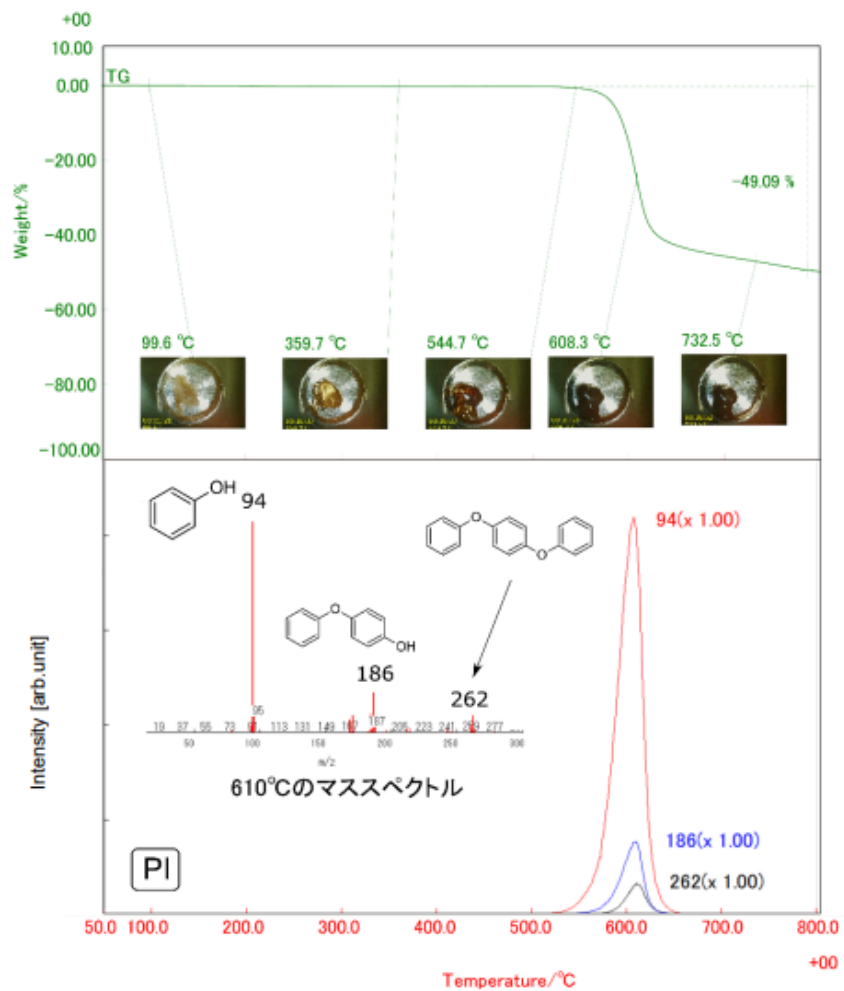 +00
10.00
TG
0.00
-20.00
-49.09 %
Weight/%
-40.00
-60.00
99.6 ℃
359.7 ℃
544.7 ℃
608.3 ℃
732.5 ℃
-80.00
-100.00
OH
94
O
O
94(x 1.00)
O
OH
186
262
95
19 37 55 73 113 131 149 187 205 223 241 277
50 100 150 200 250 300
m/z
610℃のマススペクトル
Intensity [arb.unit]
186(x 1.00)
262(x 1.00)
PI
50.0 100.0 200.0 300.0 400.0 500.0 600.0 700.0 800.0
+00
Temperature/℃